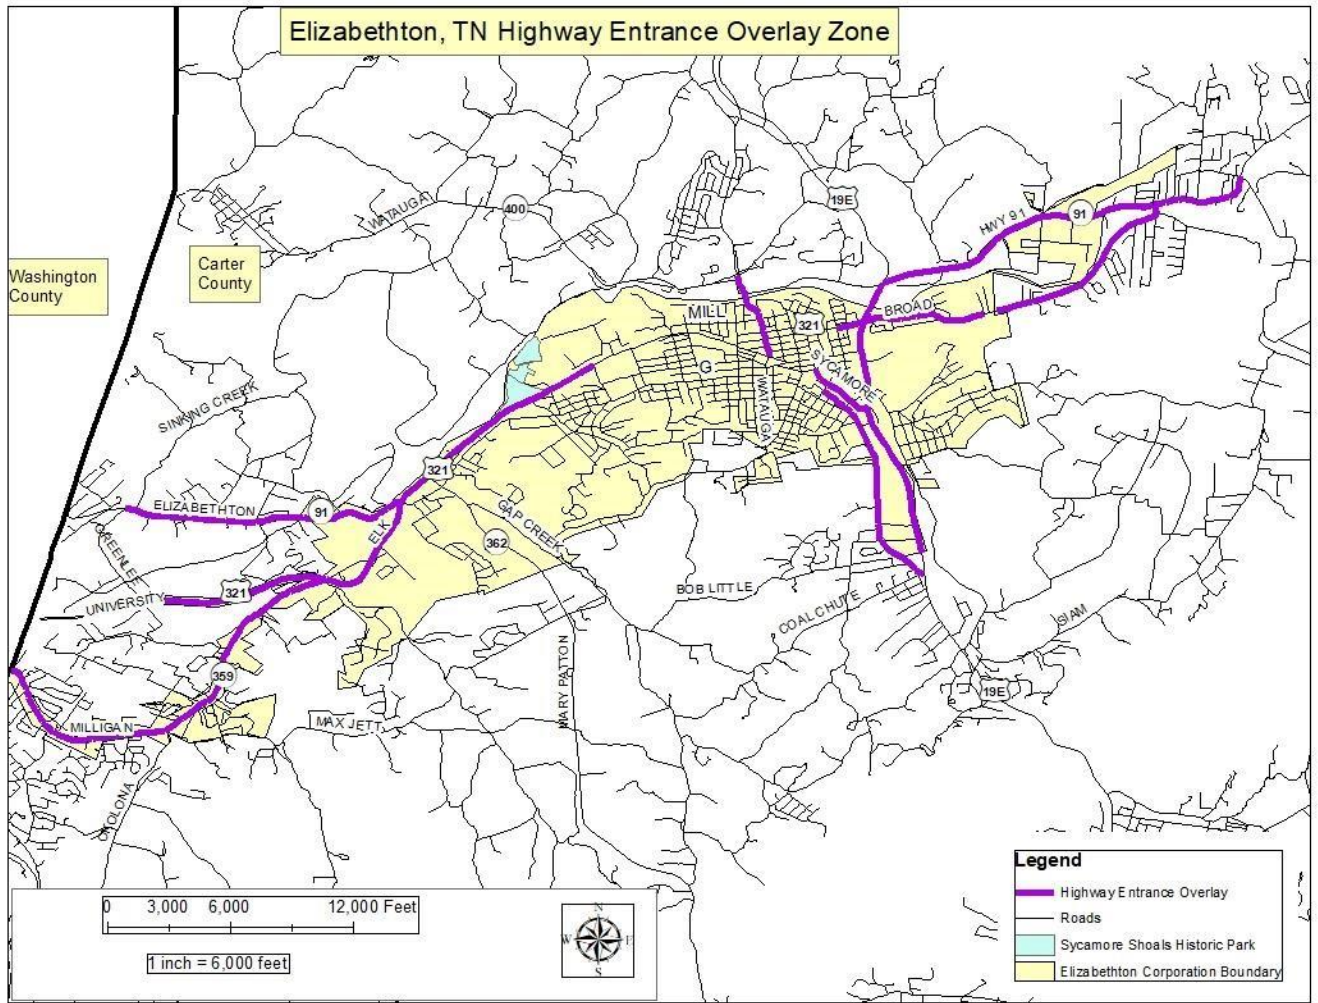 Elizabethton, TN Highway Entrance Overlay Zone
WATAUGA
400
19E
HWY 91
91
Washington
County
Carter
County
MILL
321
BROAD
SYCAMORE
G
WATAUGA
SINKING CREEK
321
ELIZABETHTON
91
ELK
GAP CREEK
362
GREENLEE
UNIVERSITY
321
BOB LITTLE
COAL CHUTE
SIAM
359
MARY PATTON
19E
MILLIGAN
MAX JETT
OKOLONA
Legend
Highway Entrance Overlay
Roads
Sycamore Shoals Historic Park
Elizabethton Corporation Boundary
0 3,000 6,000 12,000 Feet
1 inch = 6,000 feet
N
W E
S